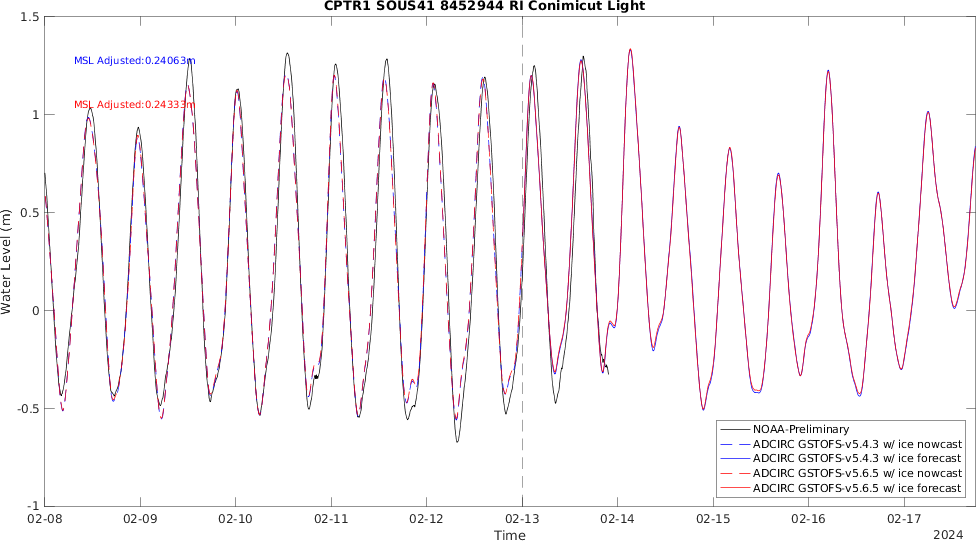 CPTR1 SOUS41 8452944 RI Conimicut Light
MSL Adjusted:0.24063m
MSL Adjusted:0.24333m
Water Level (m)
1.5
1
0.5
0
-0.5
-1
NOAA-Preliminary
ADCIRC GSTOFS-v5.4.3 w/ ice nowcast
ADCIRC GSTOFS-v5.4.3 w/ ice forecast
ADCIRC GSTOFS-v5.6.5 w/ ice nowcast
ADCIRC GSTOFS-v5.6.5 w/ ice forecast
02-08 02-09 02-10 02-11 02-12 02-13 02-14 02-15 02-16 02-17
Time
2024